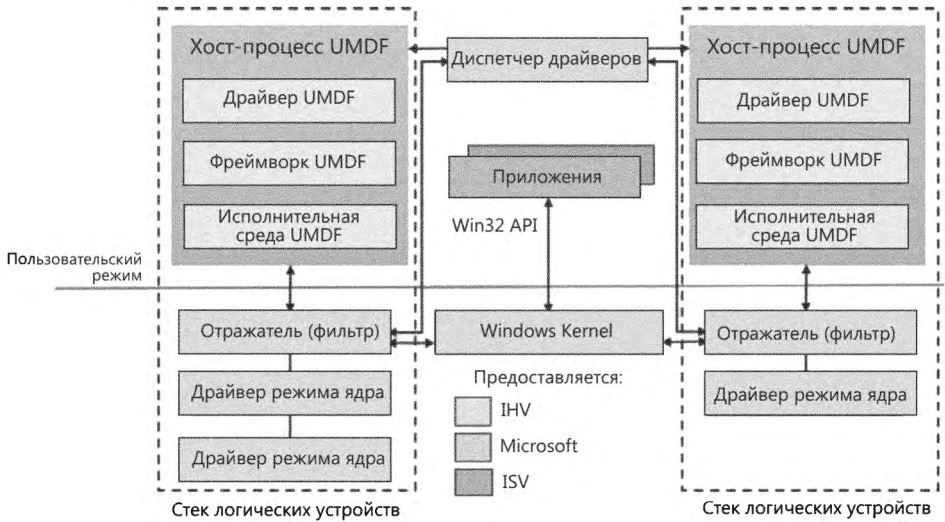 Хост-процесс UMDF
Драйвер UMDF
Фреймворк UMDF
Исполнительная
среда UMDF
Диспетчер драйверов
Приложения
Win32 API
Хост-процесс UMDF
Драйвер UMDF
Фреймворк UMDF
Исполнительная
среда UMDF
Пользовательский
режим
Отражатель (фильтр)
Драйвер режима ядра
Драйвер режима ядра
Стек логических устройств
Windows Kernel
Предоставляется:
IHV
Microsoft
ISV
Отражатель (фильтр)
Драйвер режима ядра
Стек логических устройств